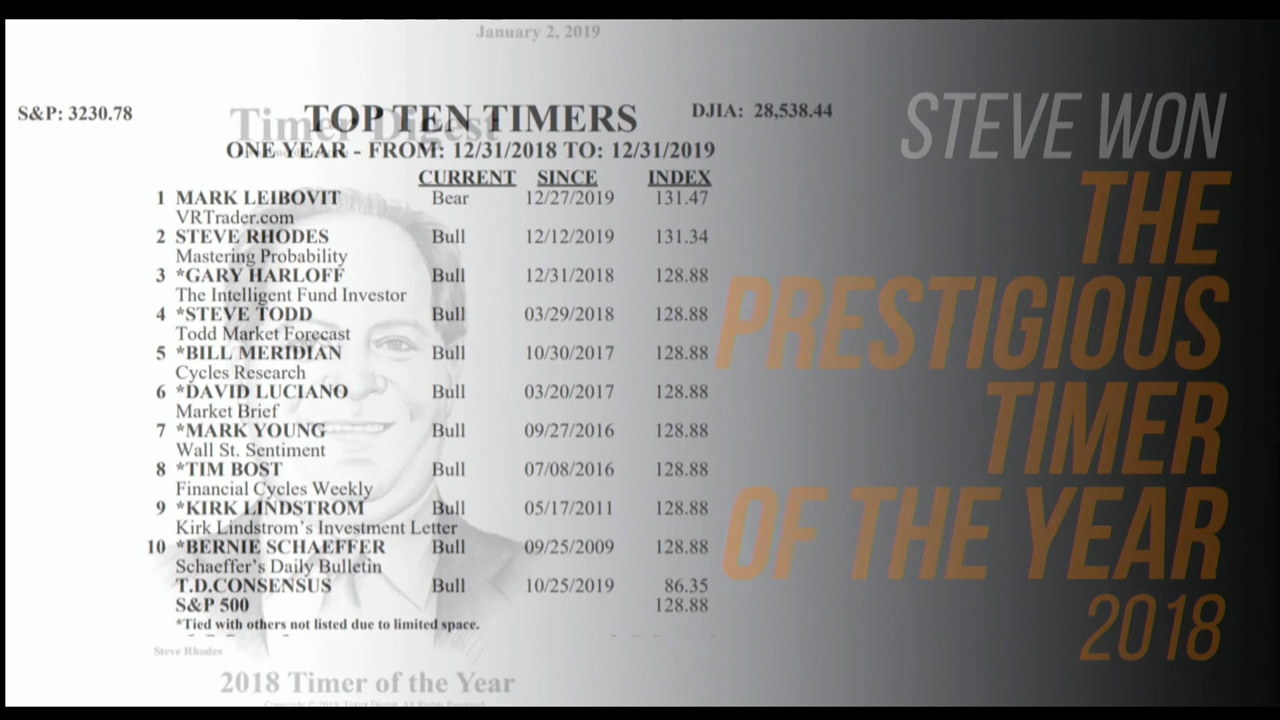 January 2, 2019
S&P: 3230.78
Timer Digest
TOP TEN TIMERS
DJIA: 28,538.44
ONE YEAR - FROM: 12/31/2018 TO: 12/31/2019
CURRENT SINCE INDEX
1 MARK LEIBOVIT Bear 12/27/2019 131.47
VRTrader.com
2 STEVE RHODES Bull 12/12/2019 131.34
Mastering Probability
3 *GARY HARLOFF Bull 12/31/2018 128.88
The Intelligent Fund Investor
4 *STEVE TODD Bull 03/29/2018 128.88
Todd Market Forecast
5 *BILL MERIDIAN Bull 10/30/2017 128.88
Cycles Research
6 *DAVID LUCIANO Bull 03/20/2017 128.88
Market Brief
7 *MARK YOUNG Bull 09/27/2016 128.88
Wall St. Sentiment
8 *TIM BOST Bull 07/08/2016 128.88
Financial Cycles Weekly
9 *KIRK LINDSTROM Bull 05/17/2011 128.88
Kirk Lindstrom's Investment Letter
10 *BERNIE SCHAEFFER Bull 09/25/2009 128.88
Schaeffer's Daily Bulletin
T.D.CONSENSUS Bull 10/25/2019 86.35
S&P 500 128.88
*Tied with others not listed due to limited space.
Steve Rhodes
2018 Timer of the Year
STEVE WON
THE
PRESTIGIOUS
TIMER
OF THE YEAR
2018